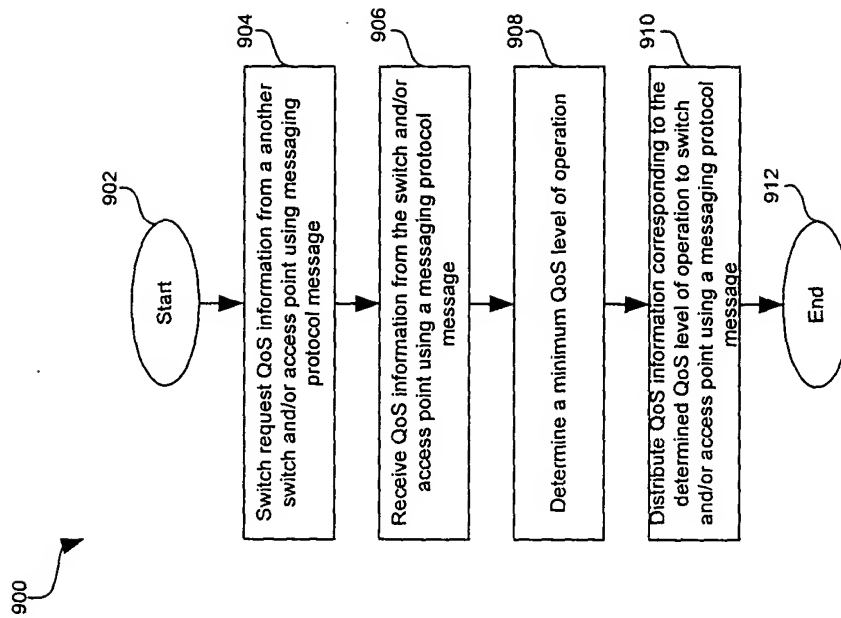 900
902
Start
904
Switch request QoS information from a another
switch and/or access point using messaging
protocol message
906
Receive QoS information from the switch and/or
access point using a messaging protocol
message
908
Determine a minimum QoS level of operation
910
Distribute QoS information corresponding to the
determined QoS level of operation to switch
and/or access point using a messaging protocol
message
912
End